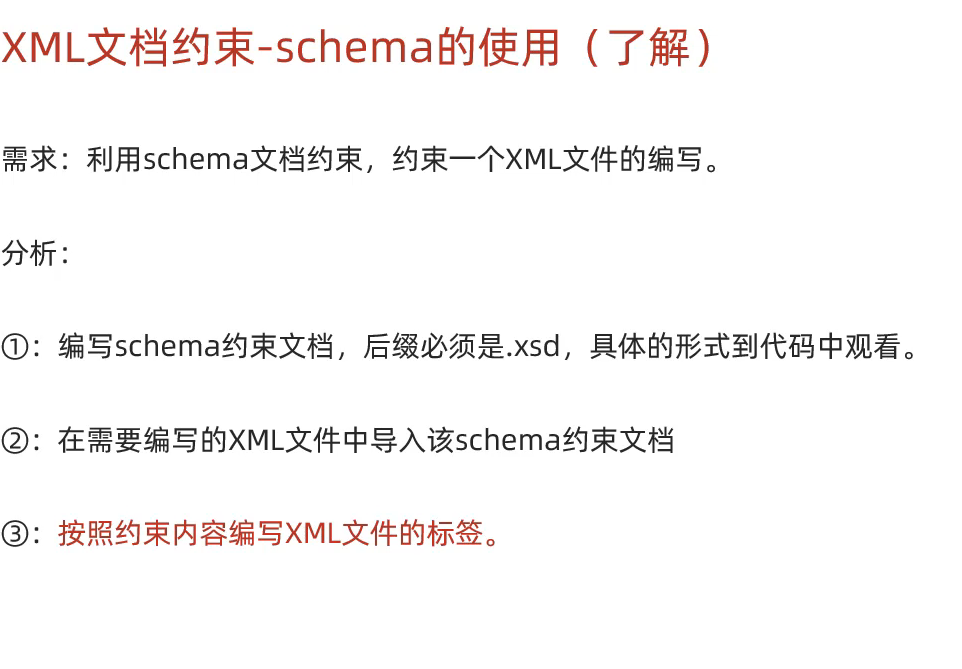 XML文档约束-schema的使用（了解）
需求：利用schema文档约束，约束一个XML文件的编写。
分析：
①：编写schema约束文档，后缀必须是.xsd，具体的形式到代码中观看。
②：在需要编写的XML文件中导入该schema约束文档
③：按照约束内容编写XML文件的标签。